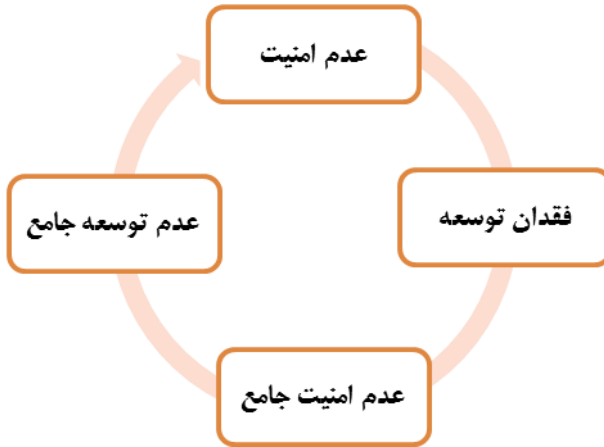 عدم امنیت
فقدان توسعه
عدم امنیت جامع
عدم توسعه جامع